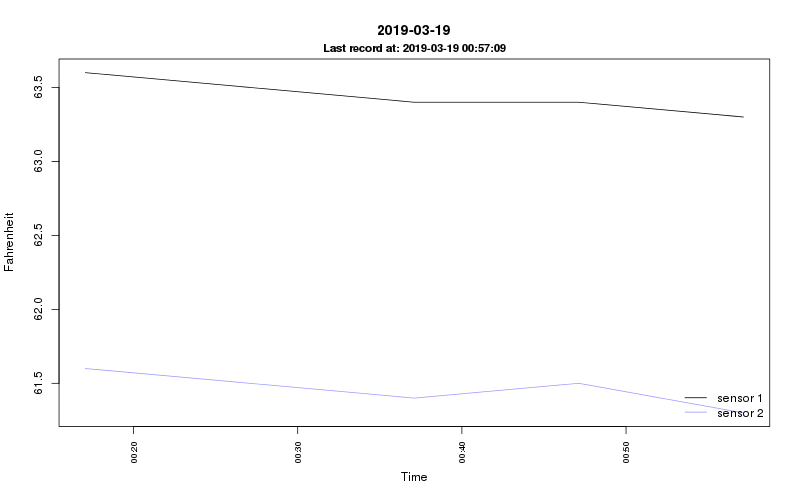 2019-03-19
Last record at: 2019-03-19 00:57:09
63.5
63.0
62.5
62.0
61.5
Fahrenheit
sensor 1
sensor 2
00:20
00:30
00:40
00:50
Time